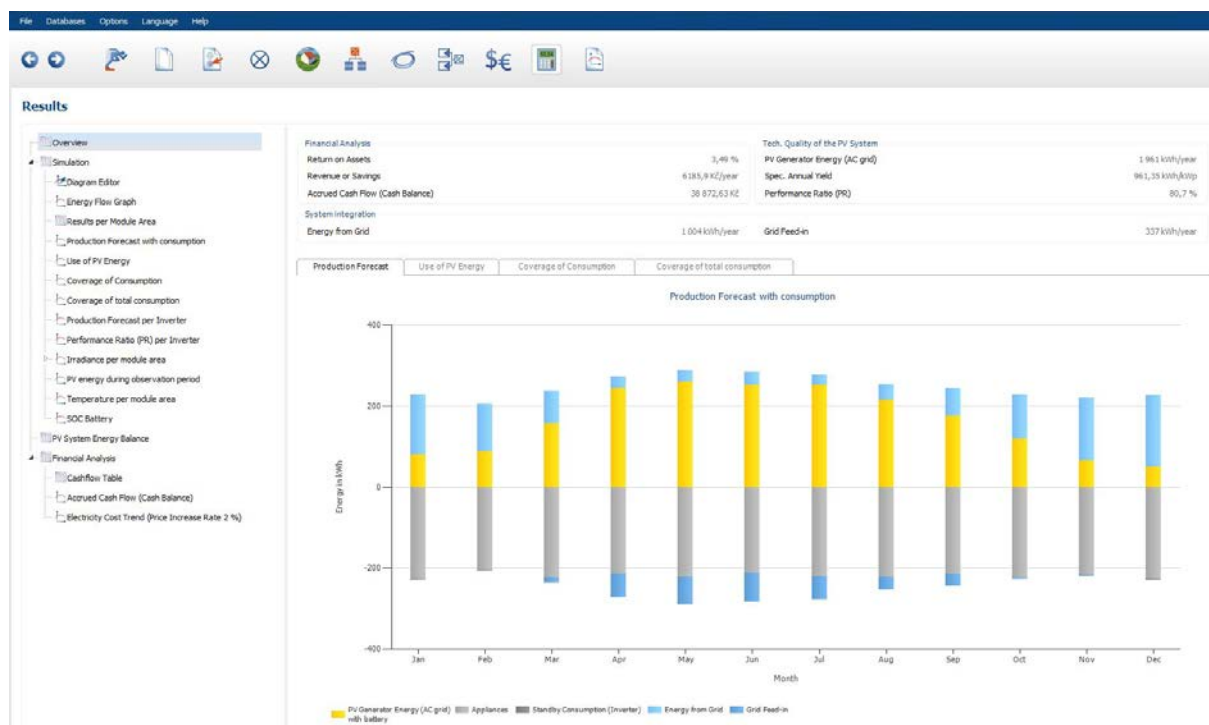 File Databases Options Language Help
$€
Results
Overview
Simulation
Diagram Editor
Energy Flow Graph
Results per Module Area
Production Forecast with consumption
Use of PV Energy
Coverage of Consumption
Coverage of total consumption
Production Forecast per Inverter
Performance Ratio (PR) per Inverter
Irradiance per module area
PV energy during observation period
Temperature per module area
SOC Battery
PV System Energy Balance
Financial Analysis
Cashflow Table
Accrued Cash Flow (Cash Balance)
Electricity Cost Trend (Price Increase Rate 2 %)
Financial Analysis
Return on Assets 3,49 %
Revenue or Savings 6185,9 Kč/year
Accrued Cash Flow (Cash Balance) 38 872,63 Kč
Tech. Quality of the PV System
PV Generator Energy (AC grid) 1 961 kWh/year
Spec. Annual Yield 961,35 kWh/kWp
Performance Ratio (PR) 80,7 %
System integration
Energy from Grid 1 004 kWh/year Grid Feed-in 337 kWh/year
Production Forecast Use of PV Energy Coverage of Consumption Coverage of total consumption
Production Forecast with consumption
Energy in kWh
400
200
0
-200
-400
Jan Feb Mar Apr May Jun Jul Aug Sep Oct Nov Dec
Month
PV Generator Energy (AC grid) Appliances Standby Consumption (Inverter) Energy from Grid Grid Feed-in
with battery